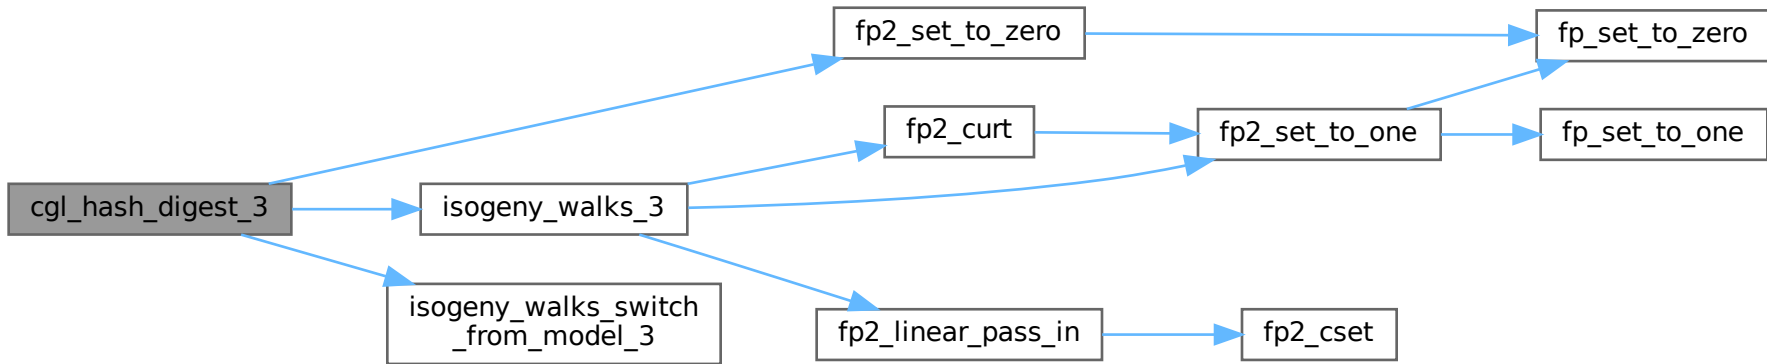 fp2_set_to_zero
fp_set_to_zero
fp2_curt
fp2_set_to_one
fp_set_to_one
cgl_hash_digest_3
isogeny_walks_3
isogeny_walks_switch
_from_model_3
fp2_linear_pass_in
fp2_cset